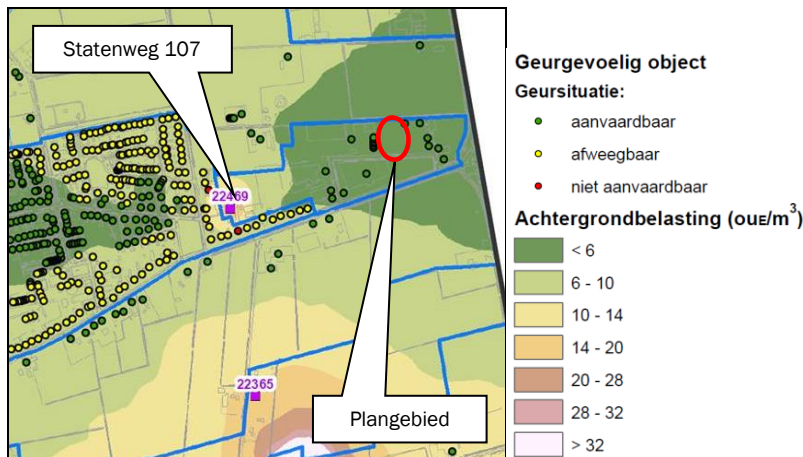 Statenweg 107
22469
22365
Plangebied
Geurgevoelig object
Geursituatie:
aanvaardbaar
afweegbaar
niet aanvaardbaar
Achtergrondbelasting (ouE/m³)
< 6
6 - 10
10 - 14
14 - 20
20 - 28
28 - 32
> 32